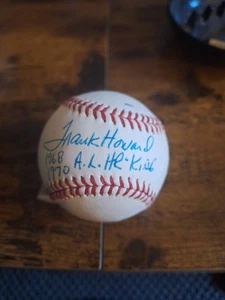 Frank Howard
1968
1970 A.L. HR "King"